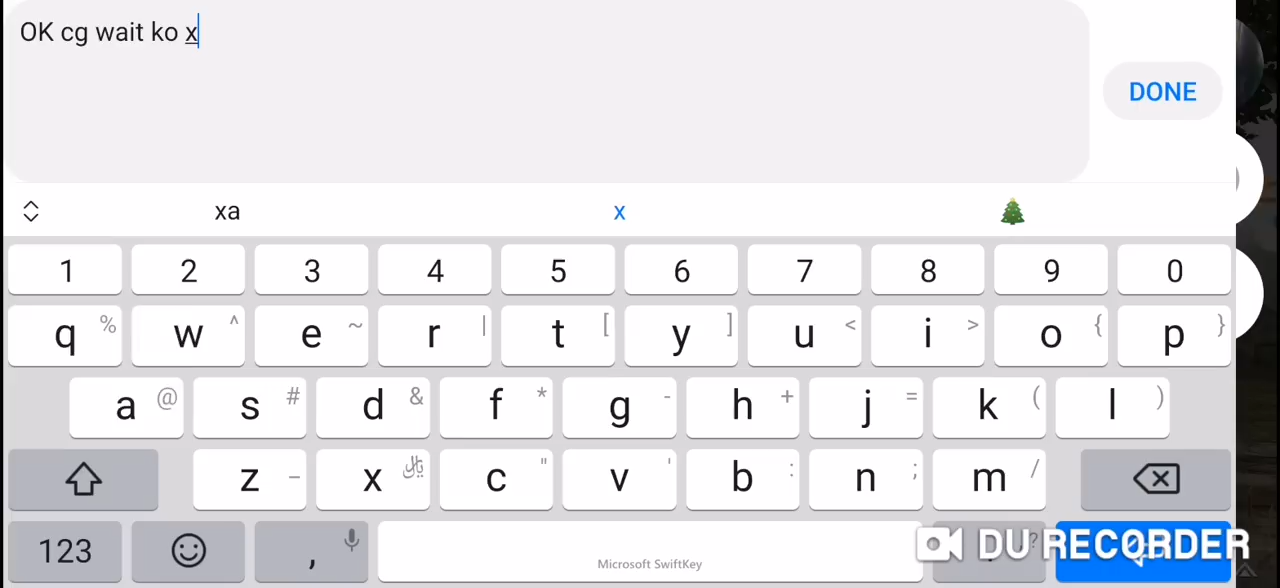 OK cg wait ko x
DONE
xa x 🎄
1 2 3 4 5 6 7 8 9 0
q % w ^ e ~ r | t [ y ] u < i > o { p }
a @ s # d & f * g - h + j = k ( l )
z _ x ﷼ c " v ' b : n ; m /
123 , Microsoft SwiftKey . ?
DU RECORDER